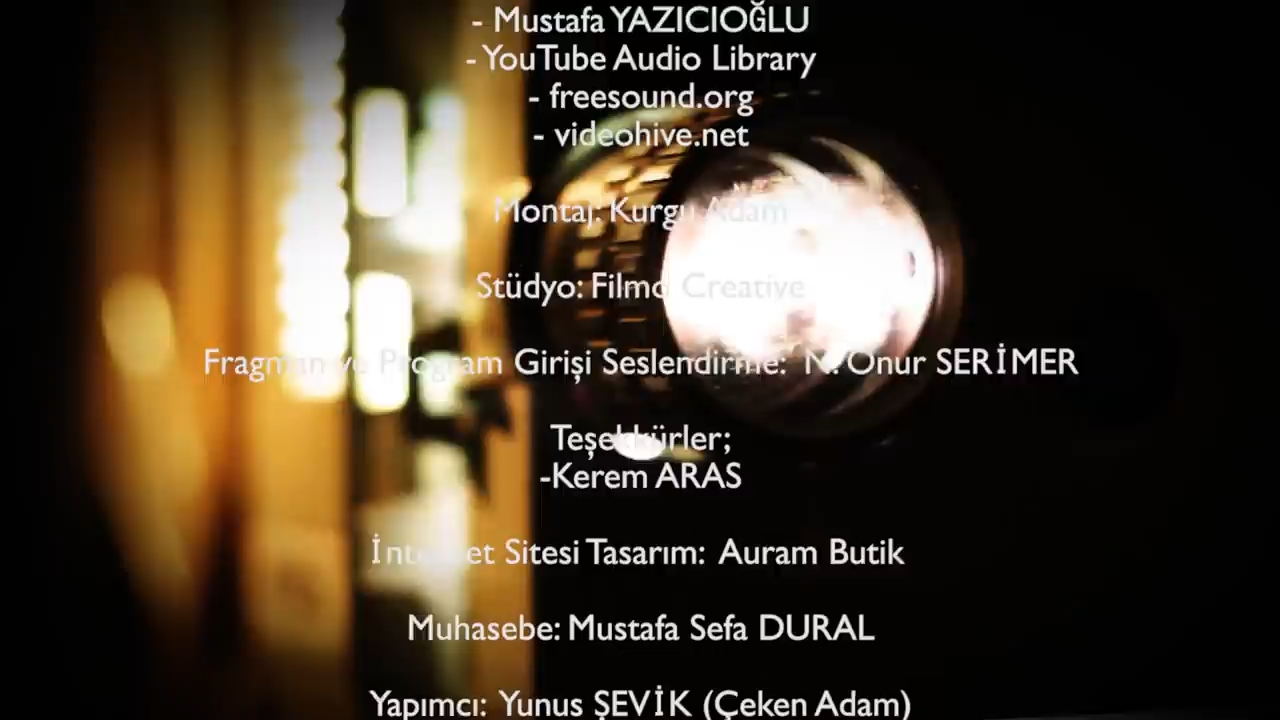 - Mustafa YAZICIOĞLU
- YouTube Audio Library
- freesound.org
- videohive.net
Montaj: Kurgu Adam
Stüdyo: Filmo Creative
Fragman ve Program Girişi Seslendirme: N. Onur SERİMER
Teşekkürler;
-Kerem ARAS
İnternet Sitesi Tasarım: Auram Butik
Muhasebe: Mustafa Sefa DURAL
Yapımcı: Yunus ŞEVİK (Çeken Adam)